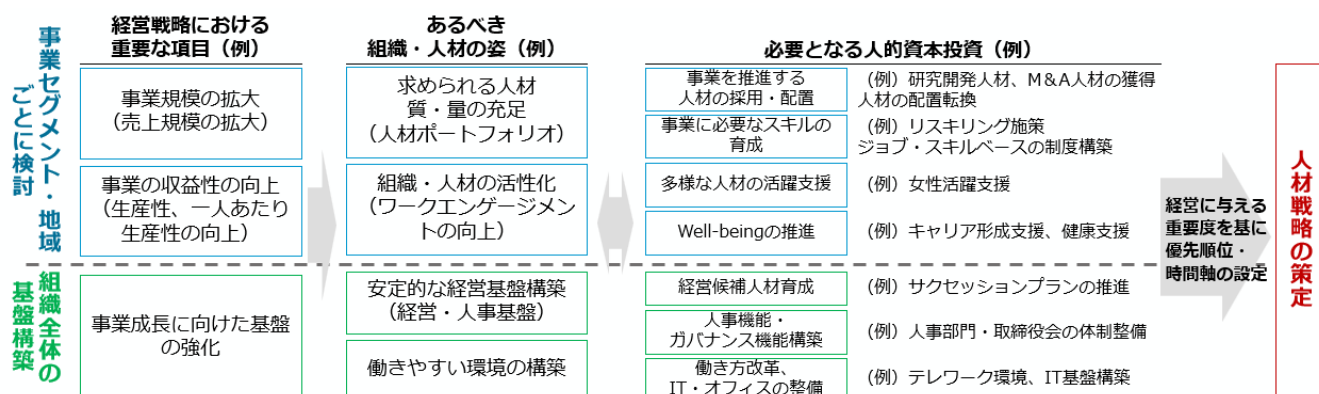 経営戦略における
重要な項目（例）
あるべき
組織・人材の姿（例）
必要となる人的資本投資（例）
事業セグメント・地域
ごとに検討
事業規模の拡大
（売上規模の拡大）
事業の収益性の向上
（生産性、一人あたり
生産性の向上）
求められる人材
質・量の充足
（人材ポートフォリオ）
組織・人材の活性化
（ワークエンゲージメン
トの向上）
事業を推進する
人材の採用・配置
（例）研究開発人材、M＆A人材の獲得
人材の配置転換
事業に必要なスキルの
育成
（例）リスキリング施策
ジョブ・スキルベースの制度構築
多様な人材の活躍支援
（例）女性活躍支援
Well-beingの推進
（例）キャリア形成支援、健康支援
組織全体の
基盤構築
事業成長に向けた基盤
の強化
安定的な経営基盤構築
（経営・人事基盤）
働きやすい環境の構築
経営候補人材育成
（例）サクセッションプランの推進
人事機能・
ガバナンス機能構築
（例）人事部門・取締役会の体制整備
働き方改革、
IT・オフィスの整備
（例）テレワーク環境、IT基盤構築
経営に与える
重要度を基に
優先順位・
時間軸の設定
人材戦略の策定